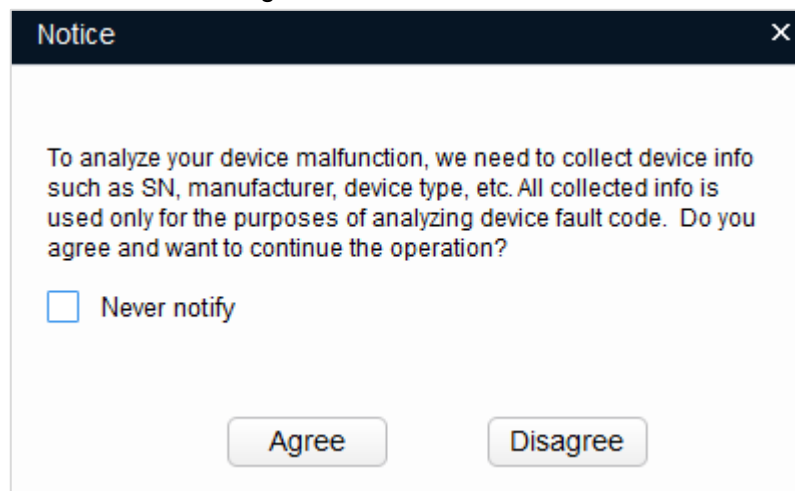 Notice
To analyze your device malfunction, we need to collect device info
such as SN, manufacturer, device type, etc. All collected info is
used only for the purposes of analyzing device fault code.  Do you
agree and want to continue the operation?
Never notify
Agree
Disagree